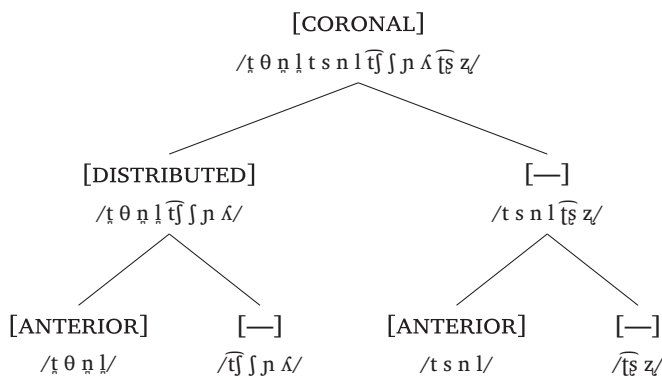 [CORONAL]
/t̪ θ n̪ l̪ t s n l t͡ʃ ʃ ɲ ʎ ʈ͡ʂ ʐ/
[DISTRIBUTED] [—]
/t̪ θ n̪ l̪ t͡ʃ ʃ ɲ ʎ/ /t s n l ʈ͡ʂ ʐ/
[ANTERIOR] [—] [ANTERIOR] [—]
/t̪ θ n̪ l̪/ /t͡ʃ ʃ ɲ ʎ/ /t s n l/ /ʈ͡ʂ ʐ/